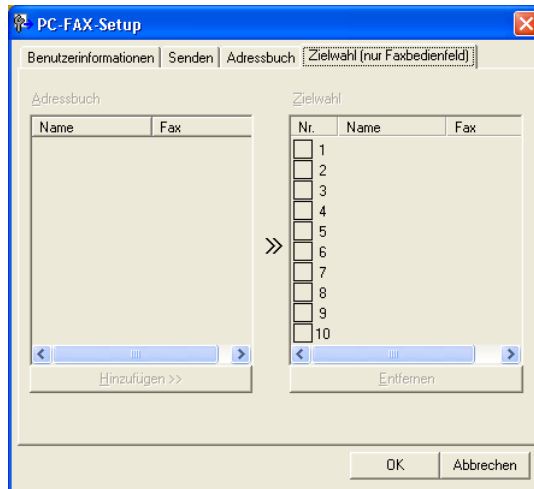 PC-FAX-Setup
Benutzerinformationen Senden Adressbuch Zielwahl (nur Faxbedienfeld)
Adressbuch Zielwahl
Name Fax Nr. Name Fax
1
2
3
4
5
>>
6
7
8
9
10
Hinzufügen >> Entfernen
OK Abbrechen